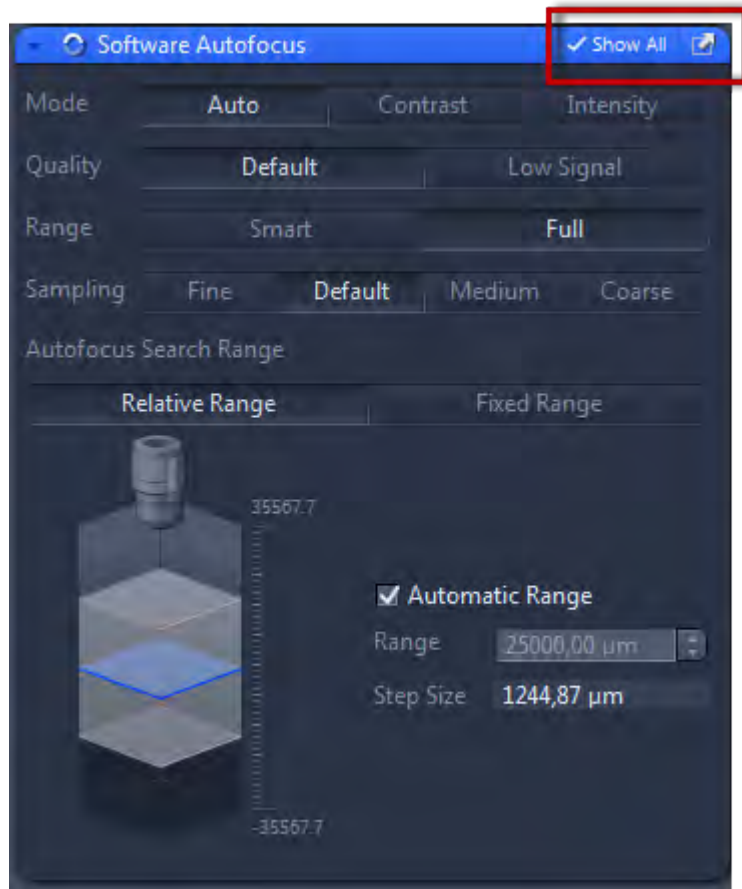 Software Autofocus Show All
Mode Auto Contrast Intensity
Quality Default Low Signal
Range Smart Full
Sampling Fine Default Medium Coarse
Autofocus Search Range
Relative Range Fixed Range
35567.7
Automatic Range
Range 25000,00 µm
Step Size 1244,87 µm
-35567.7